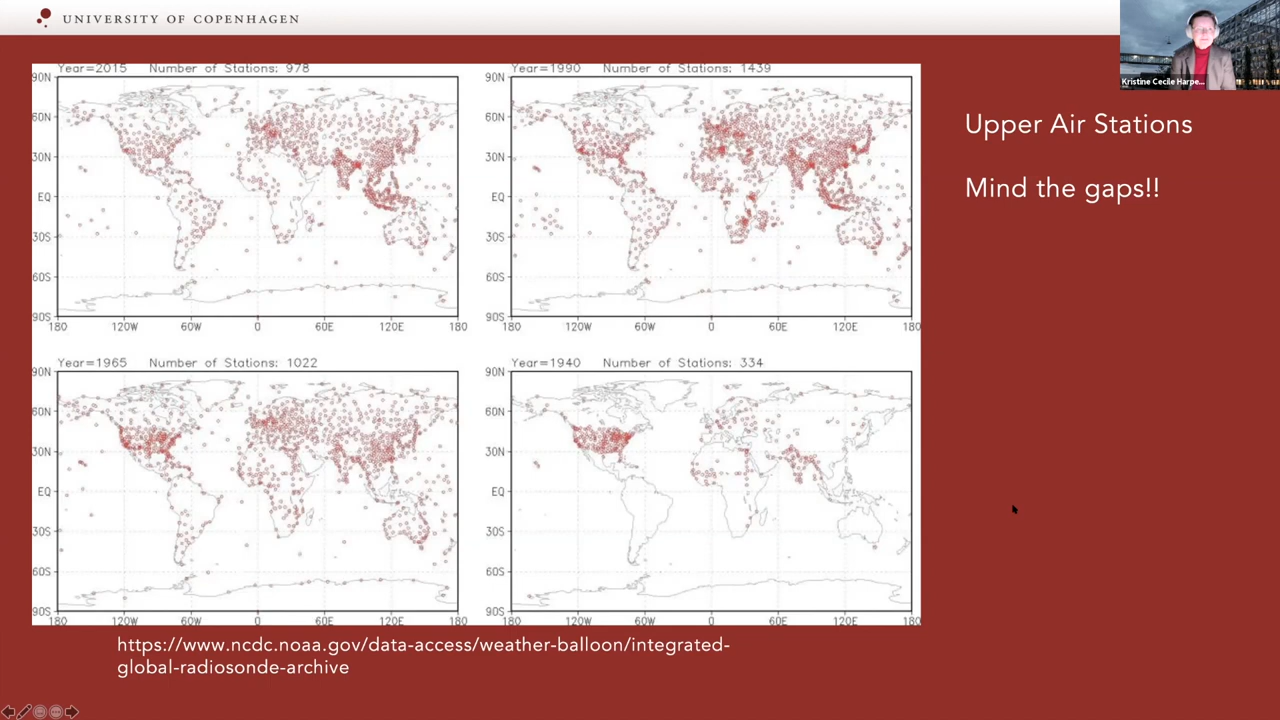 UNIVERSITY OF COPENHAGEN
Kristine Cecile Harpe...
Year=2015 Number of Stations: 978
90N
60N
30N
EQ
30S
60S
90S
180 120W 60W 0 60E 120E 180
Year=1990 Number of Stations: 1439
90N
60N
30N
EQ
30S
60S
90S
180 120W 60W 0 60E 120E 180
Year=1965 Number of Stations: 1022
90N
60N
30N
EQ
30S
60S
90S
180 120W 60W 0 60E 120E 180
Year=1940 Number of Stations: 334
90N
60N
30N
EQ
30S
60S
90S
180 120W 60W 0 60E 120E 180
Upper Air Stations
Mind the gaps!!
https://www.ncdc.noaa.gov/data-access/weather-balloon/integrated-
global-radiosonde-archive